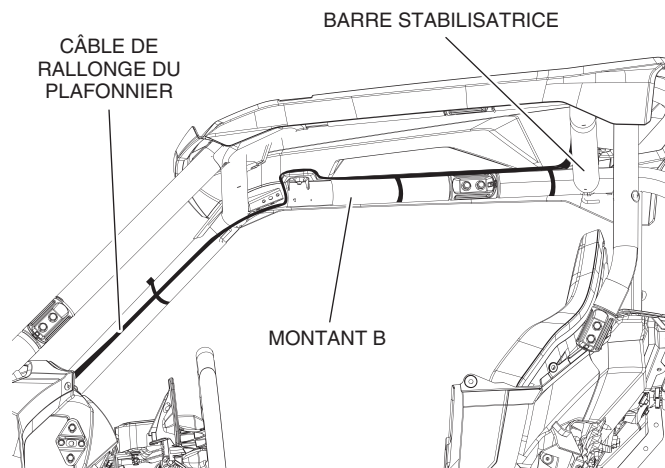 BARRE STABILISATRICE
CÂBLE DE
RALLONGE DU
PLAFONNIER
MONTANT B